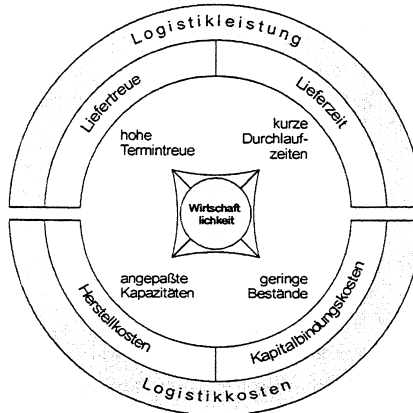 Logistikleistung
Liefertreue
Lieferzeit
hohe
Termintreue
kurze
Durchlauf-
zeiten
Wirtschaft
lichkeit
angepaßte
Kapazitäten
geringe
Bestände
Herstellkosten
Kapitalbindungskosten
Logistikkosten